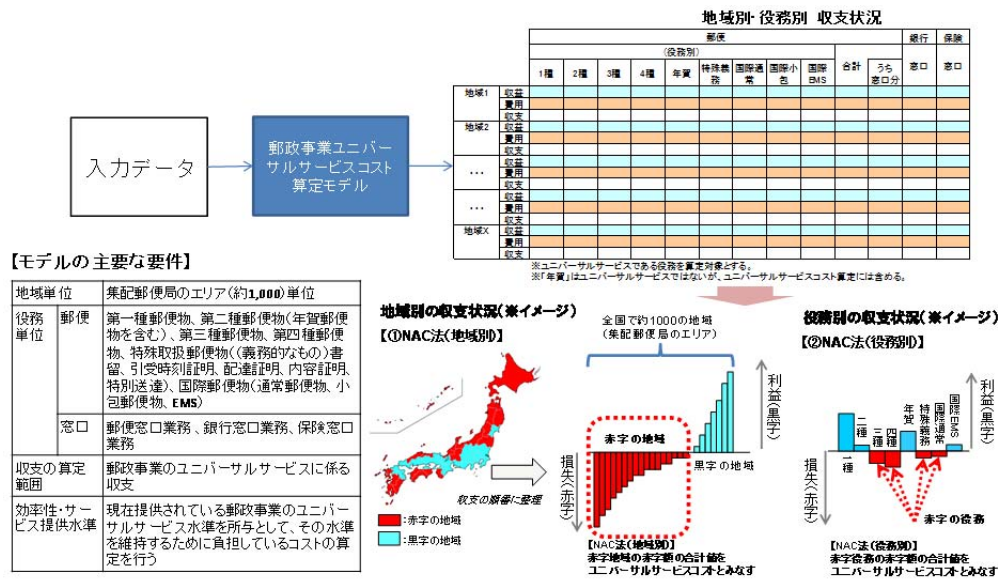 地域別・役務別 収支状況
郵便
銀行
保険
(役務別)
合計
うち
窓口分
窓口
窓口
1種
2種
3種
4種
年賀
特殊義
務
国際通
常
国際小
包
国際
EMS
地域1
収益
費用
収支
地域2
収益
費用
収支
・・・
収益
費用
収支
・・・
収益
費用
収支
地域X
収益
費用
収支
※ユニバーサルサービスである役務を算定対象とする。
※「年賀」はユニバーサルサービスではないが、ユニバーサルサービスコスト算定には含める。
入力データ
郵政事業ユニバー
サルサービスコスト
算定モデル
【モデルの主要な要件】
地域単位
集配郵便局のエリア(約1,000)単位
役務
単位
郵便
第一種郵便物、第二種郵便物(年賀郵便
物を含む)、第三種郵便物、第四種郵便
物、特殊取扱郵便物((義務的なもの)書
留、引受時刻証明、配達証明、内容証明、
特別送達)、国際郵便物(通常郵便物、小
包郵便物、EMS)
窓口
郵便窓口業務、銀行窓口業務、保険窓口
業務
収支の算定
範囲
郵政事業のユニバーサルサービスに係る
収支
効率性・サー
ビス提供水準
現在提供されている郵政事業のユニバー
サルサービス水準を所与として、その水準
を維持するために負担しているコストの算
定を行う
地域別の収支状況(※イメージ)
【①NAC法(地域別)】
全国で約1000の地域
(集配郵便局のエリア)
利益(黒字)
赤字の地域
黒字の地域
損失(赤字)
収支の順番に整理
:赤字の地域
:黒字の地域
【NAC法(地域別)】
赤字地域の赤字額の合計値を
ユニバーサルサービスコストとみなす
役務別の収支状況(※イメージ)
【②NAC法(役務別)】
利益(黒字)
1種
二種
三種
四種
年賀
特殊義務
国際通常
国際EMS
損失(赤字)
赤字の役務
【NAC法(役務別)】
赤字役務の赤字額の合計値を
ユニバーサルサービスコストとみなす